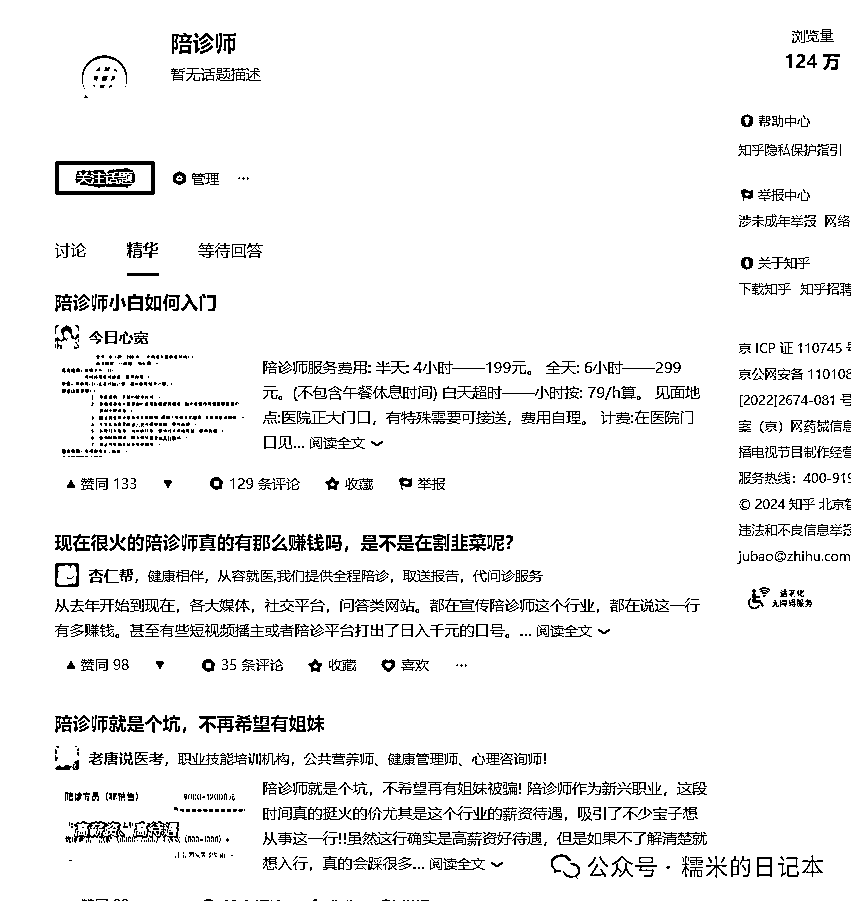 陪诊师
暂无话题描述
浏览量
124 万
关注话题
管理 ···
帮助中心
知乎隐私保护指引
举报中心
涉未成年举报 网络
关于知乎
下载知乎 知乎招聘
京 ICP 证 110745 号
京公网安备 110108
[2022]2674-081 号
室（京）网药械信息
播电视节目制作经营
服务热线：400-919
© 2024 知乎 北京智
违法和不良信息举报
jubao@zhihu.com
讨论 精华 等待回答
陪诊师小白如何入门
今日心宽
陪诊师服务费用: 半天: 4小时——199元。 全天: 6小时——299
元。(不包含午餐休息时间) 白天超时——小时按: 79/h算。 见面地
点:医院正大门口，有特殊需要可接送，费用自理。 计费:在医院门
口见... 阅读全文
赞同 133 129 条评论 收藏 举报
现在很火的陪诊师真的有那么赚钱吗，是不是在割韭菜呢？
杏仁帮，健康相伴，从容就医,我们提供全程陪诊，取送报告，代问诊服务
从去年开始到现在，各大媒体，社交平台，问答类网站。都在宣传陪诊师这个行业，都在说这一行
有多赚钱。甚至有些短视频播主或者陪诊平台打出了日入千元的口号。... 阅读全文
赞同 98 35 条评论 收藏 喜欢 ···
陪诊师就是个坑，不再希望有姐妹
老唐说医考，职业技能培训机构，公共营养师、健康管理师、心理咨询师!
高薪资、高待遇
陪诊师就是个坑，不希望再有姐妹被骗! 陪诊师作为新兴职业，这段
时间真的挺火的价尤其是这个行业的薪资待遇，吸引了不少宝子想
从事这一行!!虽然这行确实是高薪资好待遇，但是如果不了解清楚就
想入行，真的会踩很多... 阅读全文
公众号 · 糯米的日记本